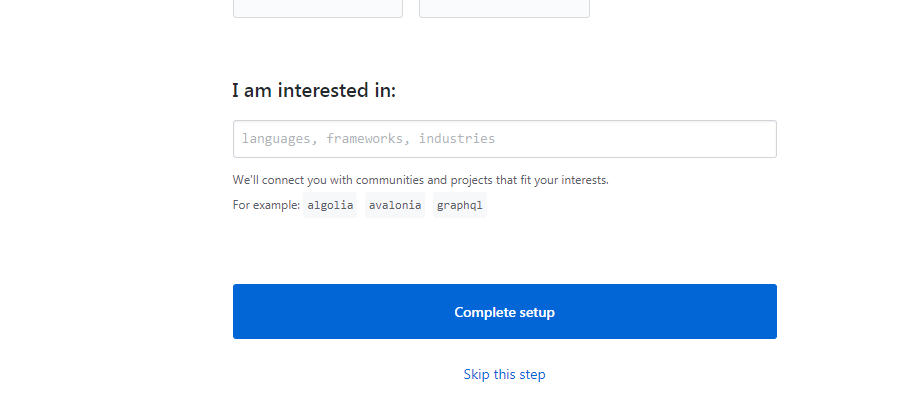 I am interested in:
languages, frameworks, industries
We'll connect you with communities and projects that fit your interests.
For example: algolia avalonia graphql
Complete setup
Skip this step